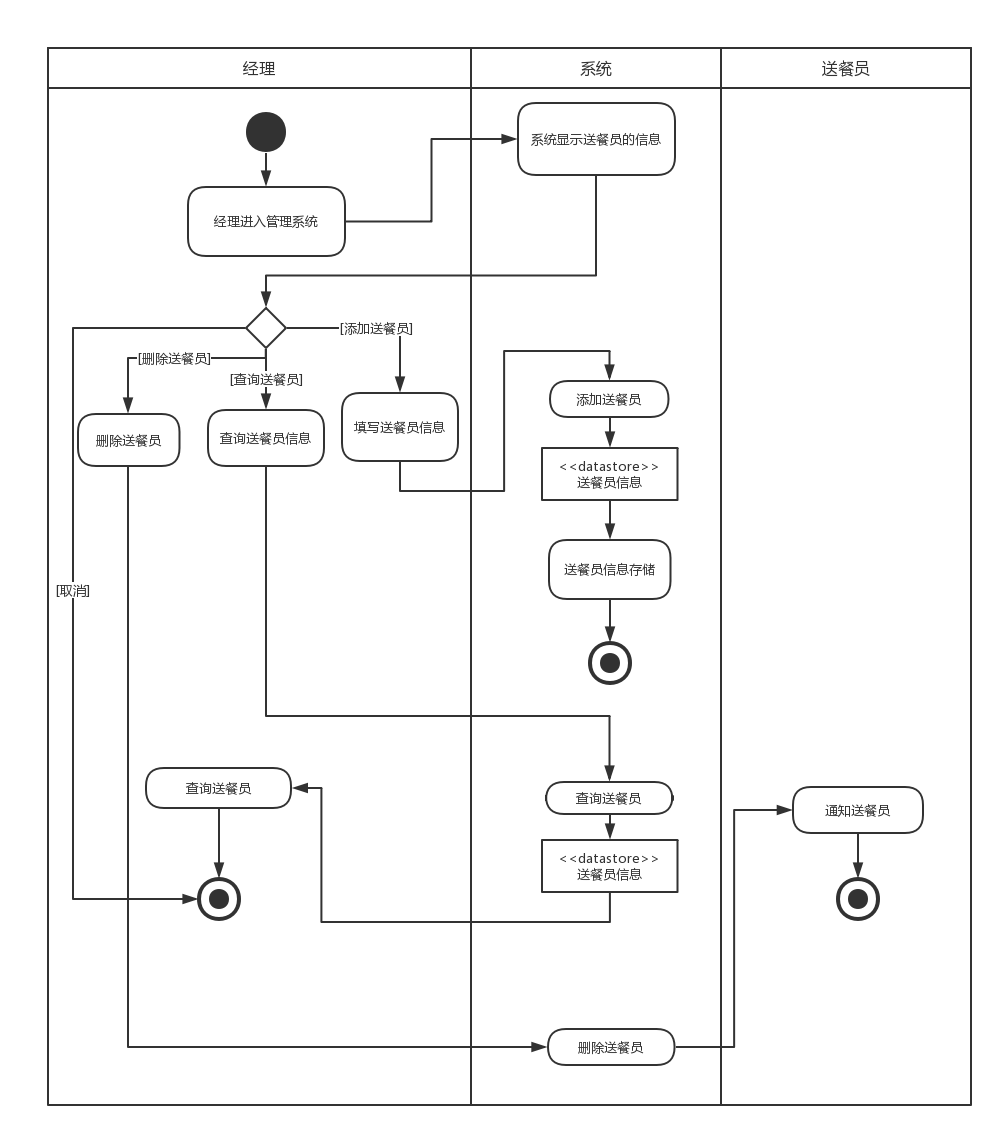 经理
系统
送餐员
系统显示送餐员的信息
经理进入管理系统
[添加送餐员]
[删除送餐员]
[查询送餐员]
添加送餐员
填写送餐员信息
删除送餐员
查询送餐员信息
<<datastore>>
送餐员信息
送餐员信息存储
[取消]
查询送餐员
查询送餐员
通知送餐员
<<datastore>>
送餐员信息
删除送餐员